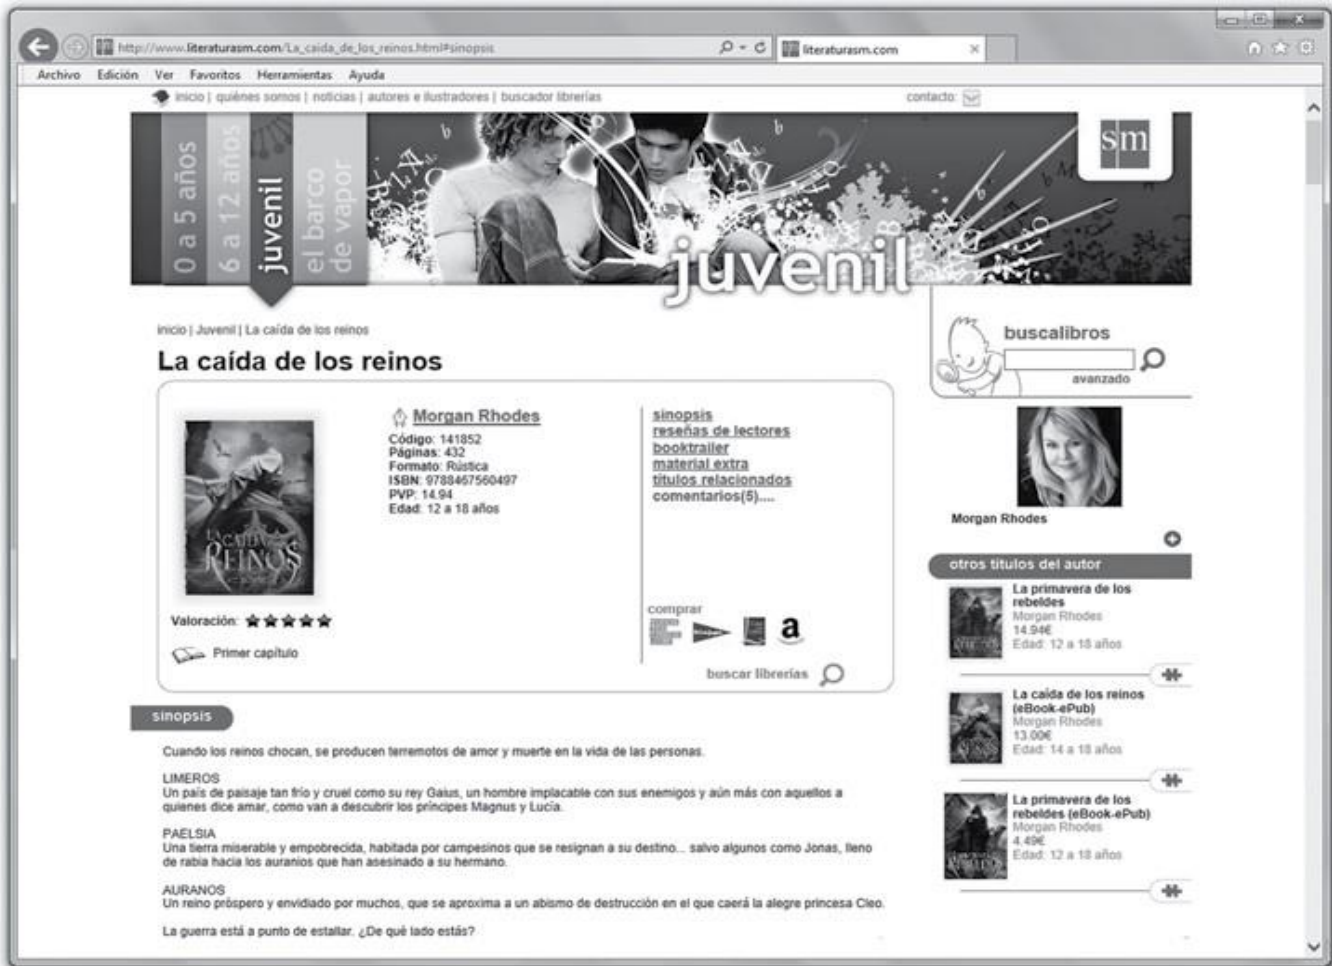 http://www.literaturasm.com/La_caida_de_los_reinos.html#sinopsis
literaturasm.com
Archivo Edición Ver Favoritos Herramientas Ayuda
inicio | quiénes somos | noticias | autores e ilustradores | buscador librerías
contacto:
0 a 5 años
6 a 12 años
juvenil
el barco
de vapor
juvenil
sm
inicio | Juvenil | La caída de los reinos
La caída de los reinos
LA CAÍDA DE LOS
REINOS
Valoración:
Primer capítulo
Morgan Rhodes
Código: 141852
Páginas: 432
Formato: Rústica
ISBN: 9788467560497
PVP: 14.94
Edad: 12 a 18 años
sinopsis
reseñas de lectores
booktrailer
material extra
títulos relacionados
comentarios(5)....
comprar
a
buscar librerías
buscalibros
avanzado
Morgan Rhodes
otros títulos del autor
La primavera de los
rebeldes
Morgan Rhodes
14.94€
Edad: 12 a 18 años
La caída de los reinos
(eBook-ePub)
Morgan Rhodes
13.00€
Edad: 14 a 18 años
La primavera de los
rebeldes (eBook-ePub)
Morgan Rhodes
4.49€
Edad: 12 a 18 años
sinopsis
Cuando los reinos chocan, se producen terremotos de amor y muerte en la vida de las personas.
LIMEROS
Un país de paisaje tan frío y cruel como su rey Gaius, un hombre implacable con sus enemigos y aún más con aquellos a
quienes dice amar, como van a descubrir los príncipes Magnus y Lucía.
PAELSIA
Una tierra miserable y empobrecida, habitada por campesinos que se resignan a su destino... salvo algunos como Jonas, lleno
de rabia hacia los auranios que han asesinado a su hermano.
AURANOS
Un reino próspero y envidiado por muchos, que se aproxima a un abismo de destrucción en el que caerá la alegre princesa Cleo.
La guerra está a punto de estallar. ¿De qué lado estás?